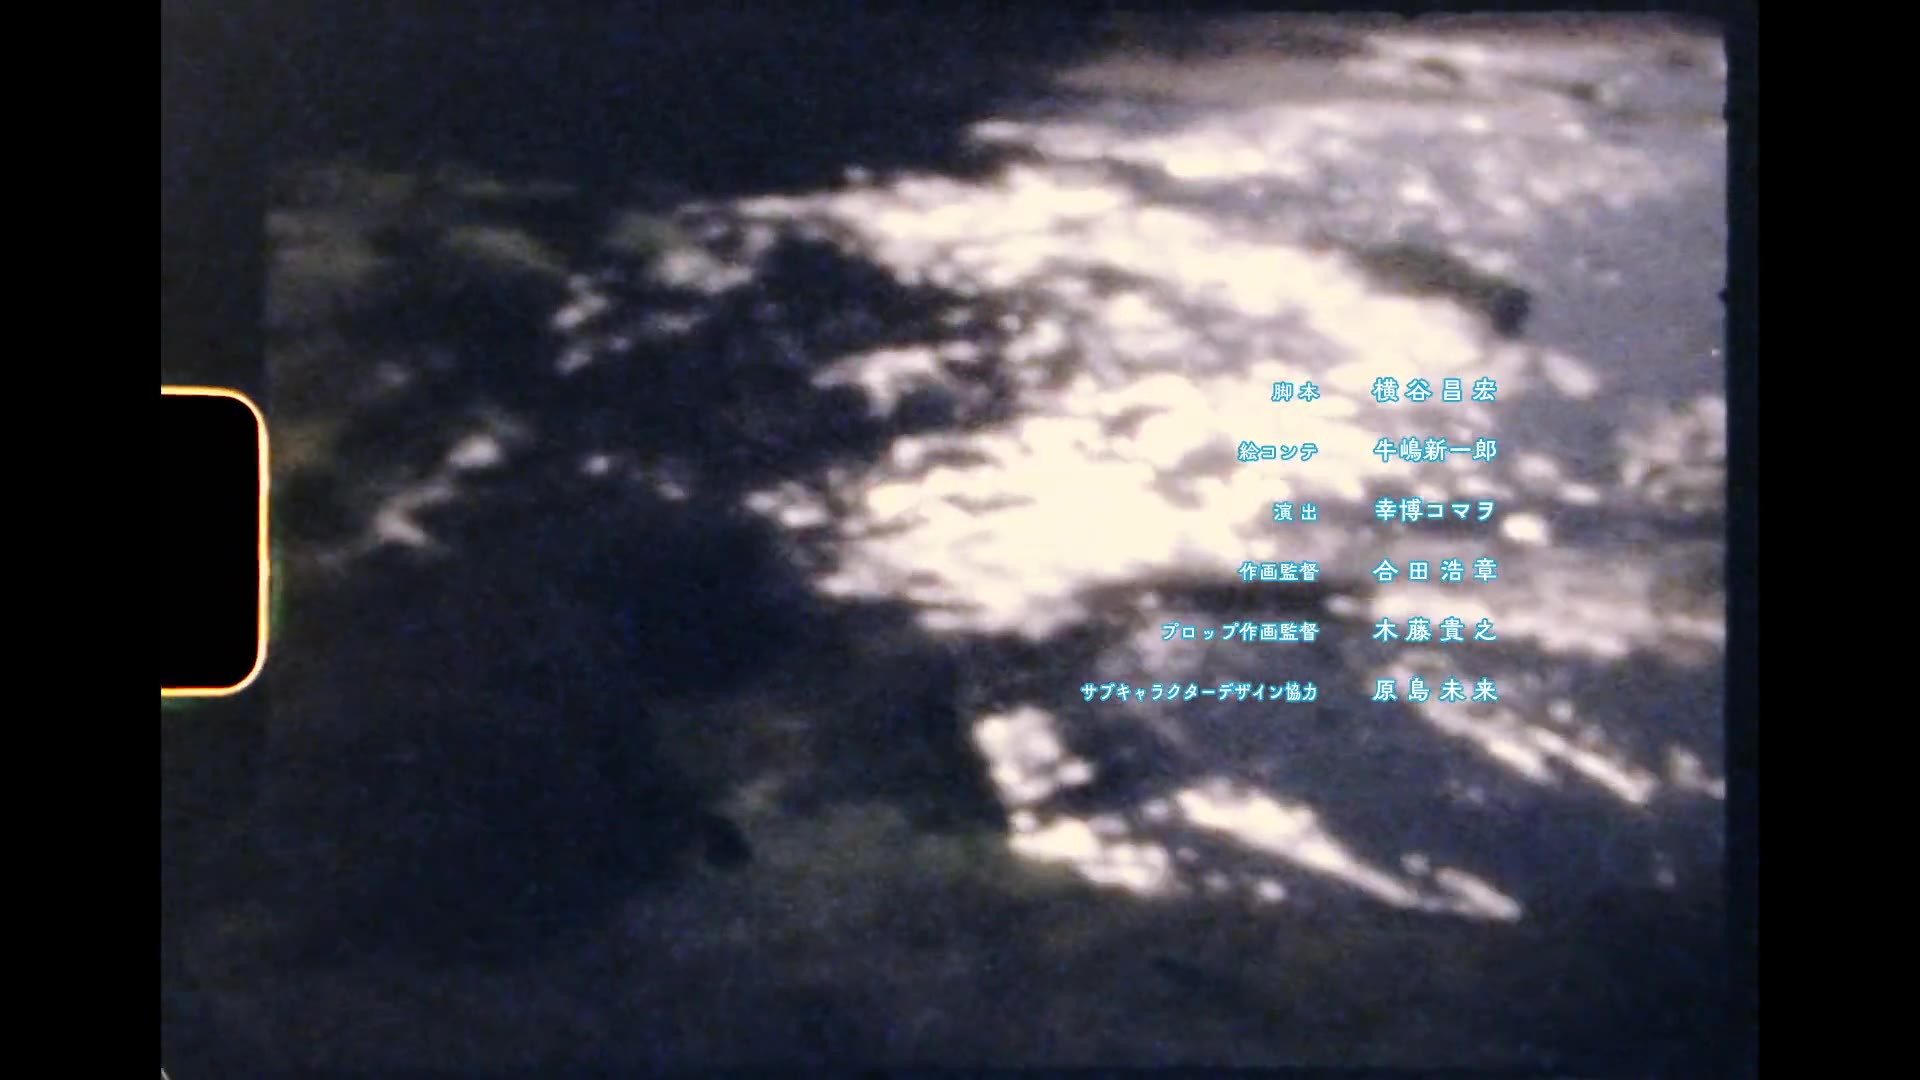 脚本 横谷昌宏
絵コンテ 牛嶋新一郎
演出 幸博コマヲ
作画監督 合田浩章
プロップ作画監督 木藤貴之
サブキャラクターデザイン協力 原島未来